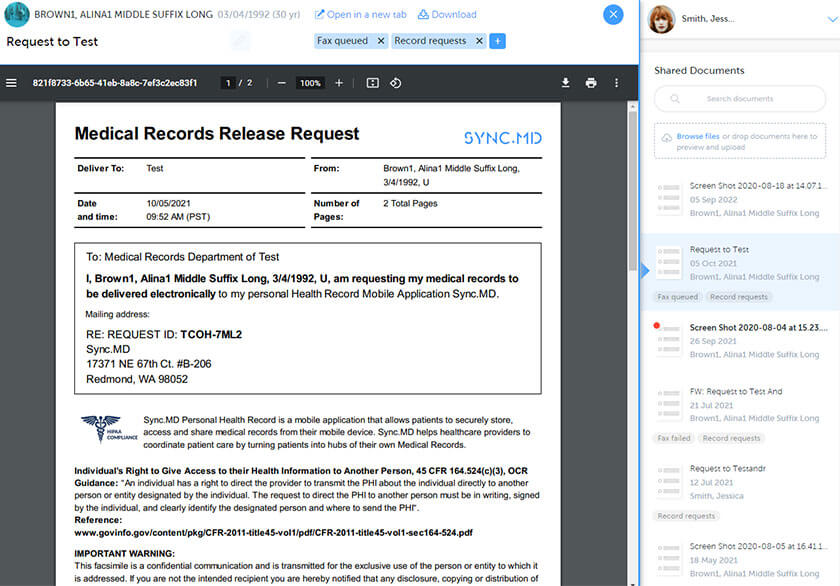 BROWN1, ALINA1 MIDDLE SUFFIX LONG 03/04/1992 (30 yr) Open in a new tab Download
Request to Test Fax queued × Record requests × +
821f8733-6b65-41eb-8a8c-7ef3c2ec83f1 1 / 2 − 100% +
Medical Records Release Request
SYNC.MD
Deliver To: Test From: Brown1, Alina1 Middle Suffix Long,
3/4/1992, U
Date 10/05/2021 Number of 2 Total Pages
and time: 09:52 AM (PST) Pages:
To: Medical Records Department of Test
I, Brown1, Alina1 Middle Suffix Long, 3/4/1992, U, am requesting my medical records to
be delivered electronically to my personal Health Record Mobile Application Sync.MD.
Mailing address:
RE: REQUEST ID: TCOH-7ML2
Sync.MD
17371 NE 67th Ct. #B-206
Redmond, WA 98052
HIPAA
COMPLIANCE
Sync.MD Personal Health Record is a mobile application that allows patients to securely store,
access and share medical records from their mobile device. Sync.MD helps healthcare providers to
coordinate patient care by turning patients into hubs of their own Medical Records.
Individual's Right to Give Access to their Health Information to Another Person, 45 CFR 164.524(c)(3), OCR
Guidance: "An individual has a right to direct the provider to transmit the PHI about the individual directly to another
person or entity designated by the individual. The request to direct the PHI to another person must be in writing, signed
by the individual, and clearly identify the designated person and where to send the PHI".
Reference:
www.govinfo.gov/content/pkg/CFR-2011-title45-vol1/pdf/CFR-2011-title45-vol1-sec164-524.pdf
IMPORTANT WARNING:
This facsimile is a confidential communication and is transmitted for the exclusive use of the person or entity to which it
is addressed. If you are not the intended recipient you are hereby notified that any disclosure, copying or distribution of
Smith, Jess...
Shared Documents
Search documents
Browse files or drop documents here to
preview and upload
Screen Shot 2020-08-18 at 14.07.1...
05 Sep 2022
Brown1, Alina1 Middle Suffix Long
Request to Test
05 Oct 2021
Brown1, Alina1 Middle Suffix Long
Fax queued Record requests
Screen Shot 2020-08-04 at 15.23....
26 Sep 2021
Brown1, Alina1 Middle Suffix Long
FW: Request to Test And
21 Jul 2021
Brown1, Alina1 Middle Suffix Long
Fax failed Record requests
Request to Testandr
12 Jul 2021
Smith, Jessica
Record requests
Screen Shot 2020-08-05 at 16.41.1...
18 May 2021
Brown1, Alina1 Middle Suffix Long